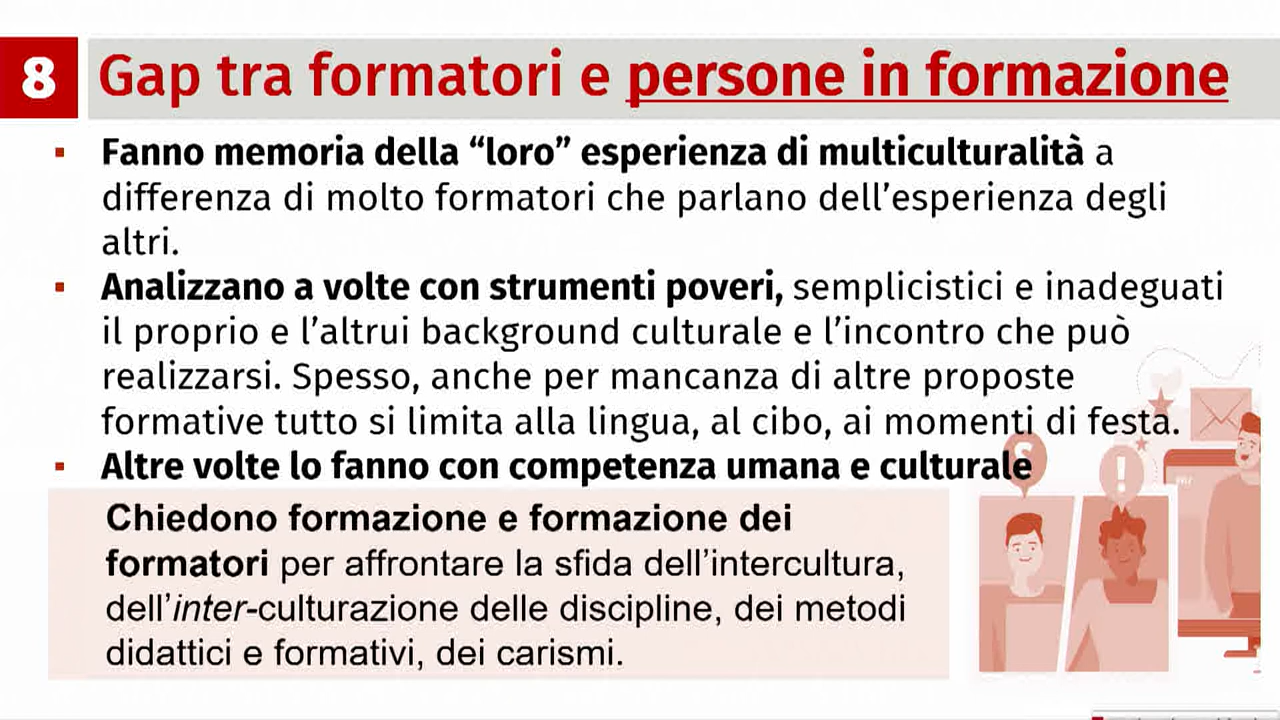 8 Gap tra formatori e persone in formazione
Fanno memoria della “loro” esperienza di multiculturalità a
differenza di molto formatori che parlano dell’esperienza degli
altri.
Analizzano a volte con strumenti poveri, semplicistici e inadeguati
il proprio e l’altrui background culturale e l’incontro che può
realizzarsi. Spesso, anche per mancanza di altre proposte
formative tutto si limita alla lingua, al cibo, ai momenti di festa.
Altre volte lo fanno con competenza umana e culturale
Chiedono formazione e formazione dei
formatori per affrontare la sfida dell’intercultura,
dell’inter-culturazione delle discipline, dei metodi
didattici e formativi, dei carismi.